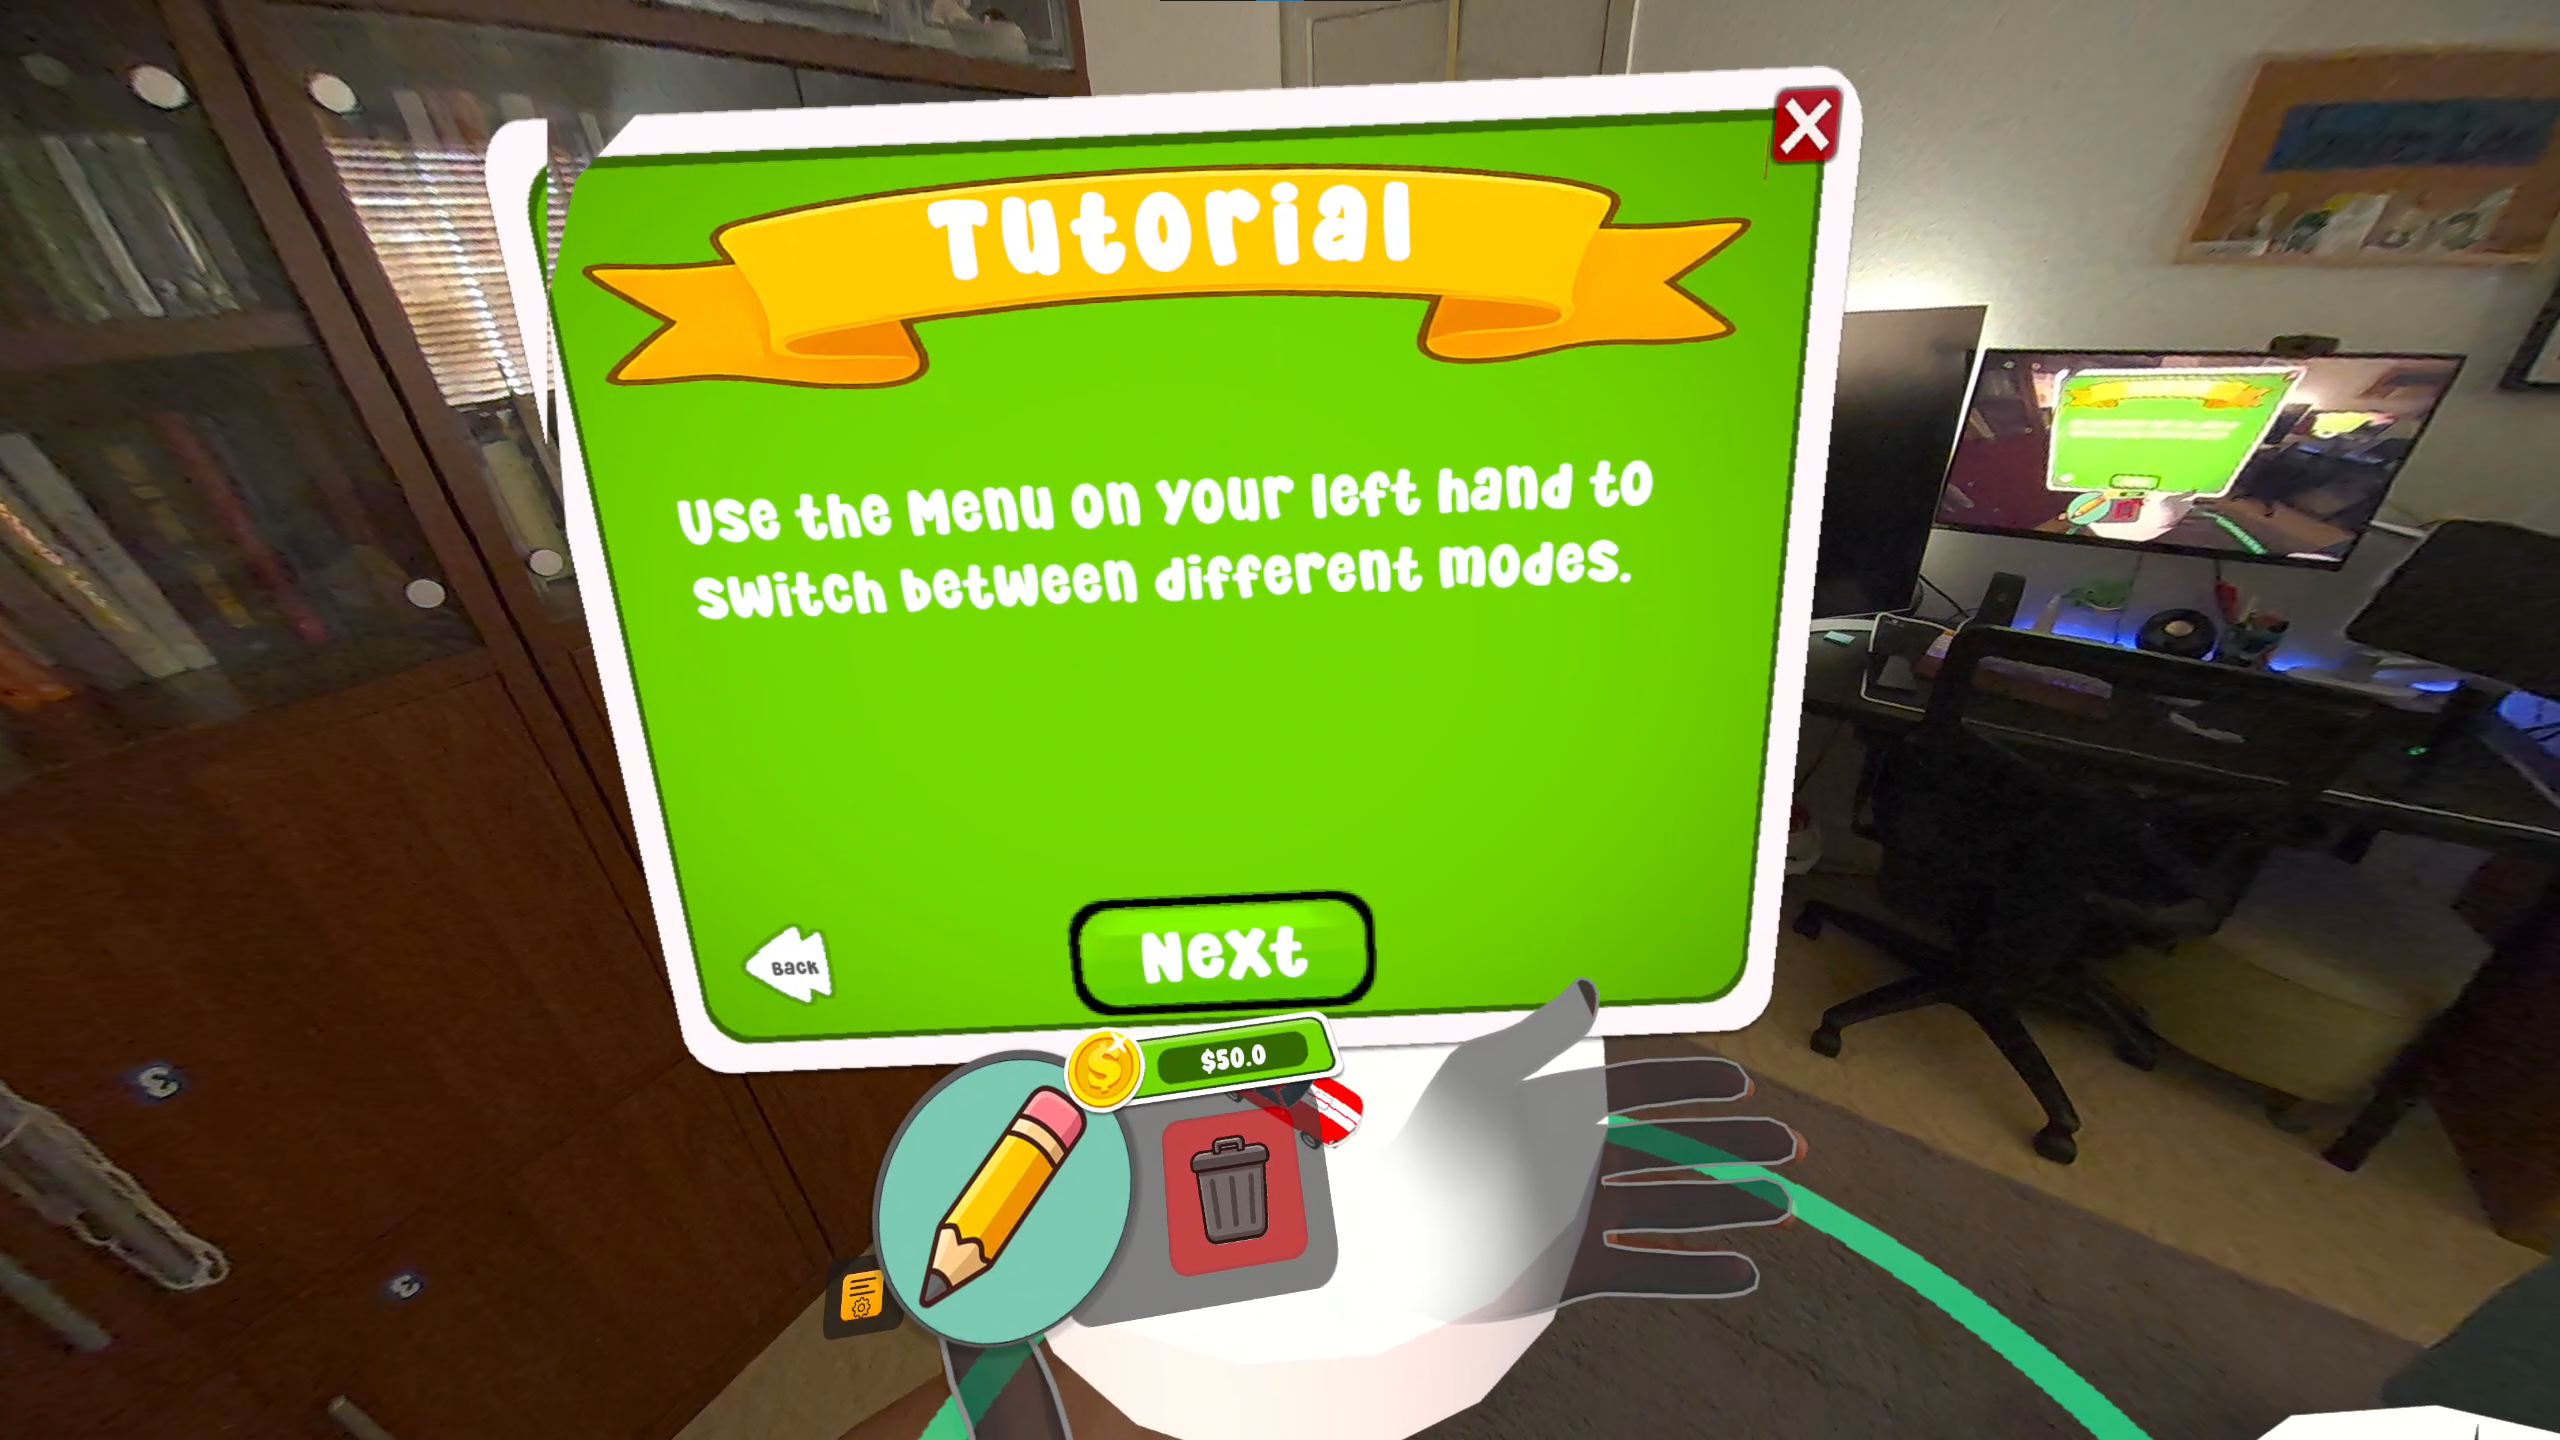 Tutorial
Use the Menu on your left hand to
switch between different modes.
Back
Next
$50.0